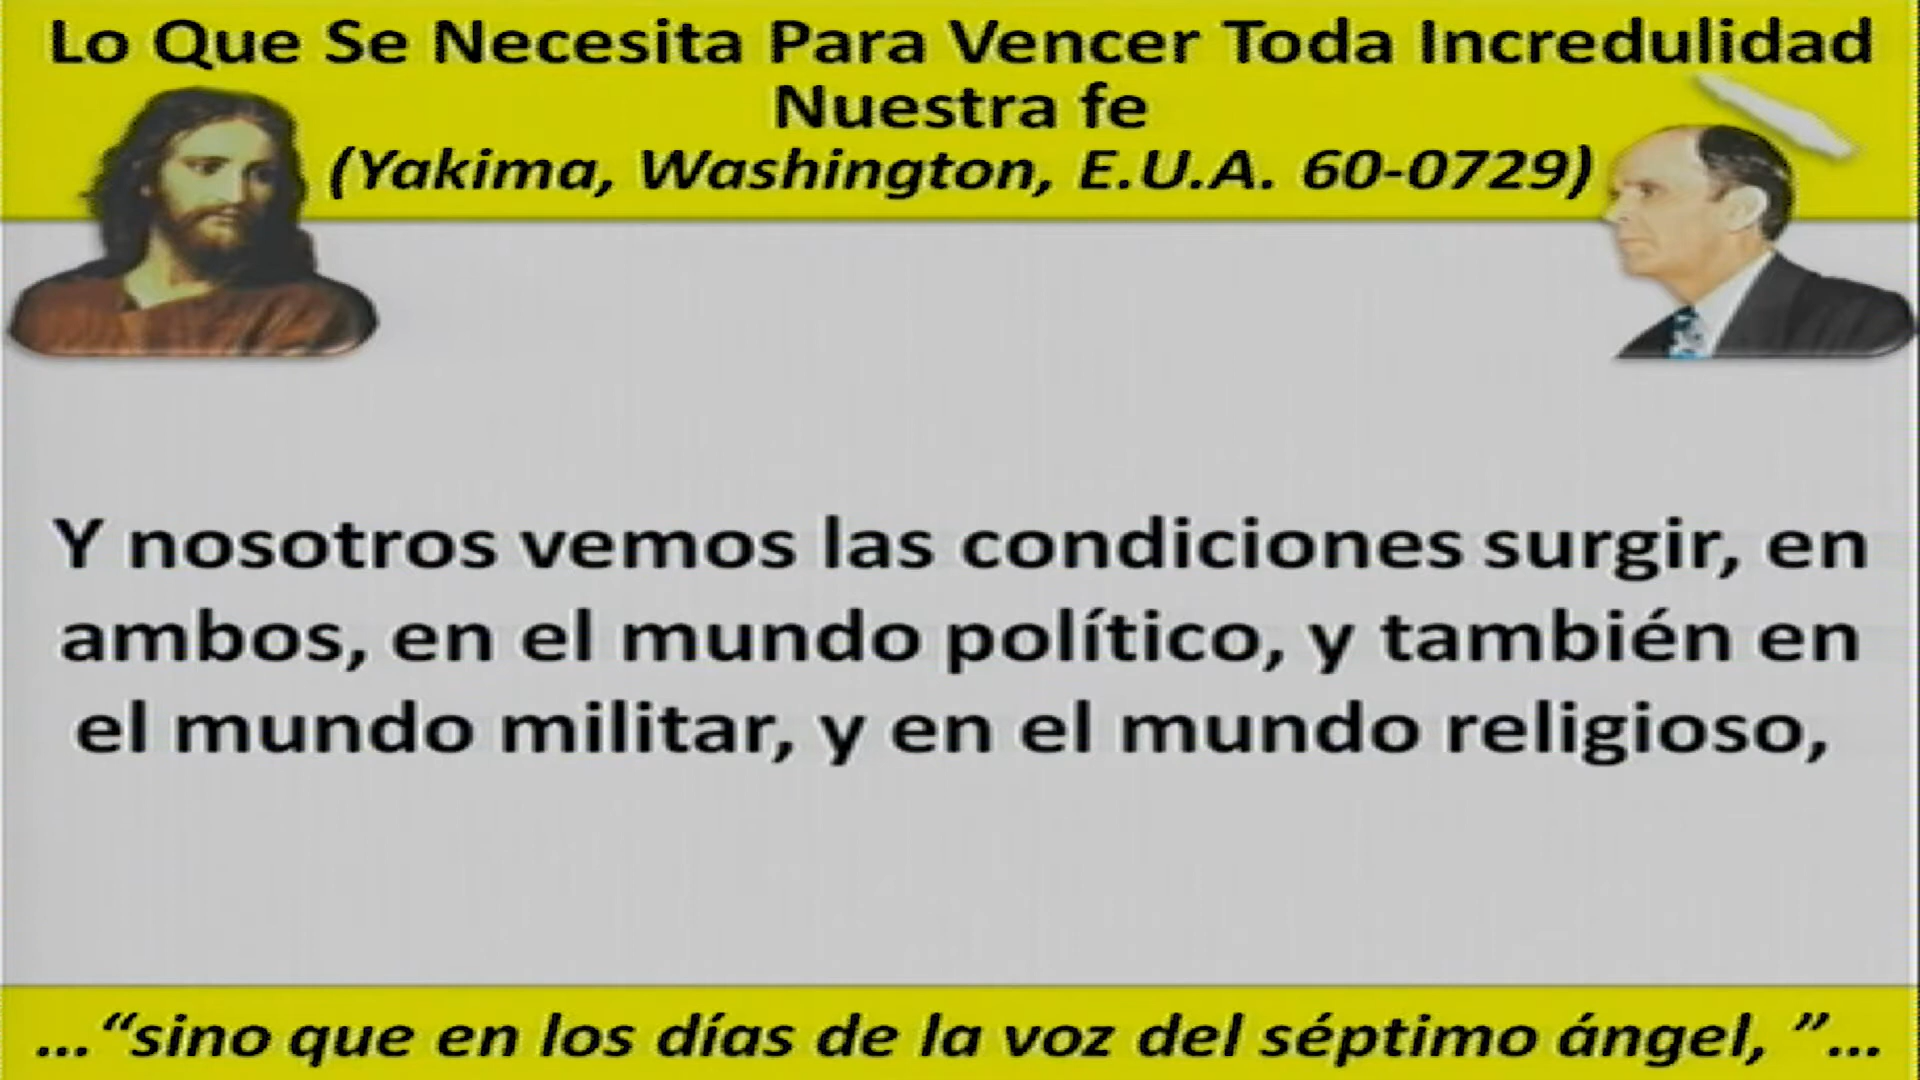 Lo Que Se Necesita Para Vencer Toda Incredulidad
Nuestra fe
(Yakima, Washington, E.U.A. 60-0729)
Y nosotros vemos las condiciones surgir, en
ambos, en el mundo político, y también en
el mundo militar, y en el mundo religioso,
...“sino que en los días de la voz del séptimo ángel, ”...